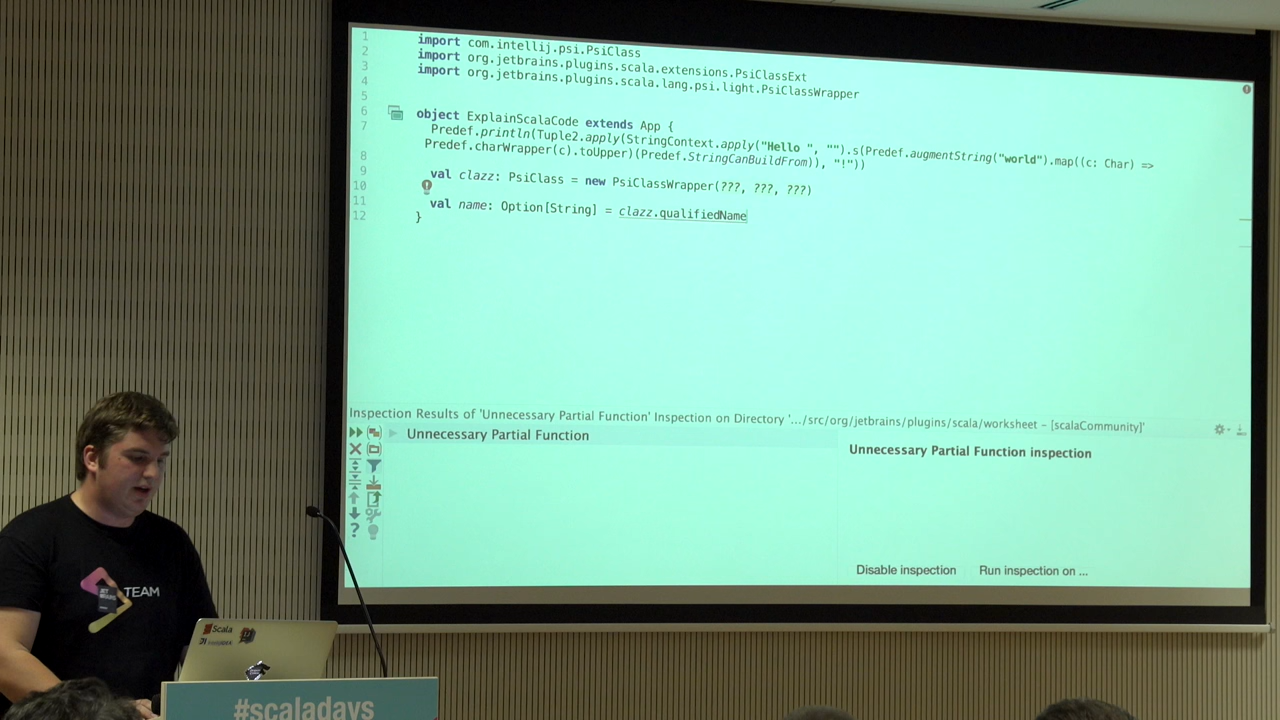 1 import com.intellij.psi.PsiClass
2 import org.jetbrains.plugins.scala.extensions.PsiClassExt
3 import org.jetbrains.plugins.scala.lang.psi.light.PsiClassWrapper
4
5
6 object ExplainScalaCode extends App {
7 Predef.println(Tuple2.apply(StringContext.apply("Hello ", "").s(Predef.augmentString("world").map((c: Char) =>
Predef.charWrapper(c).toUpper)(Predef.StringCanBuildFrom)), "!"))
8
9 val clazz: PsiClass = new PsiClassWrapper(???, ???, ???)
10
11 val name: Option[String] = clazz.qualifiedName
12 }
Inspection Results of 'Unnecessary Partial Function' Inspection on Directory '.../src/org/jetbrains/plugins/scala/worksheet – [scalaCommunity]'
Unnecessary Partial Function
Unnecessary Partial Function inspection
Disable inspection Run inspection on ...
TEAM
JET BRAINS
Scala
#scaladays